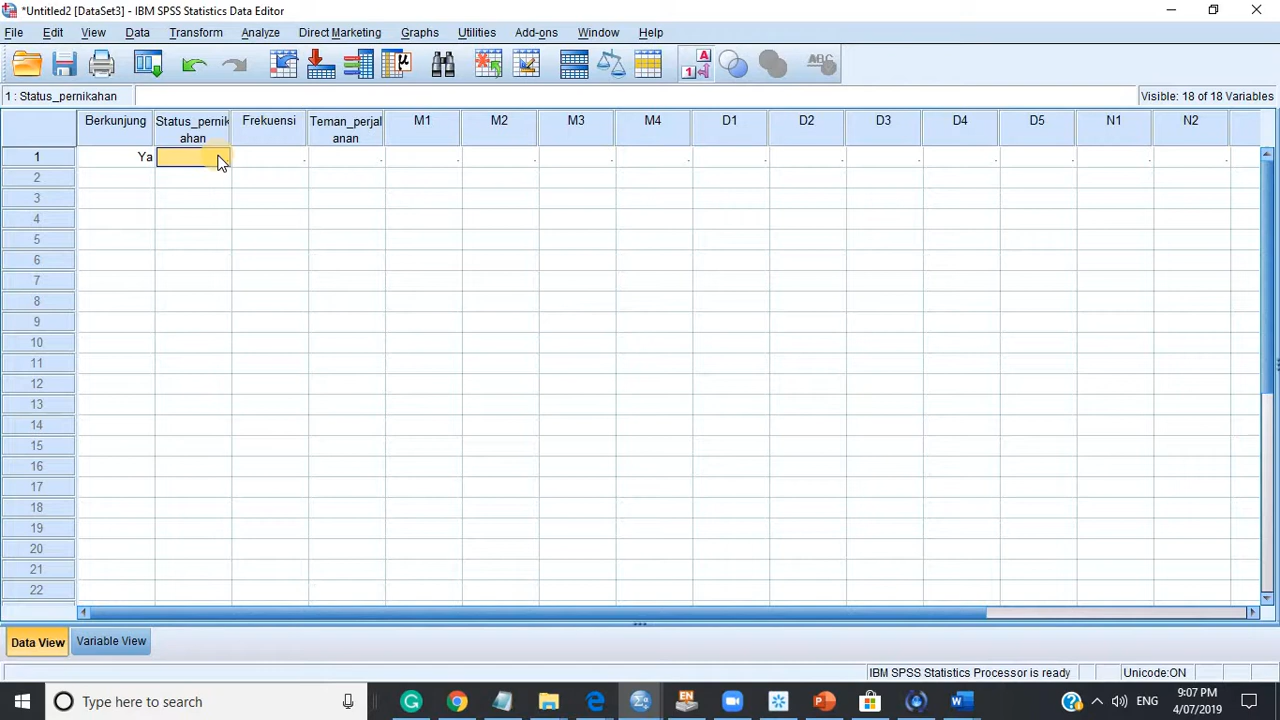 *Untitled2 [DataSet3] - IBM SPSS Statistics Data Editor
File Edit View Data Transform Analyze Direct Marketing Graphs Utilities Add-ons Window Help
1 : Status_pernikahan
Visible: 18 of 18 Variables
Berkunjung Status_pernik ahan Frekuensi Teman_perjal anan M1 M2 M3 M4 D1 D2 D3 D4 D5 N1 N2
1 Ya . . . . . . . . . . . . .
2
3
4
5
6
7
8
9
10
11
12
13
14
15
16
17
18
19
20
21
22
Data View Variable View
IBM SPSS Statistics Processor is ready Unicode:ON
Type here to search
ENG
9:07 PM
4/07/2019